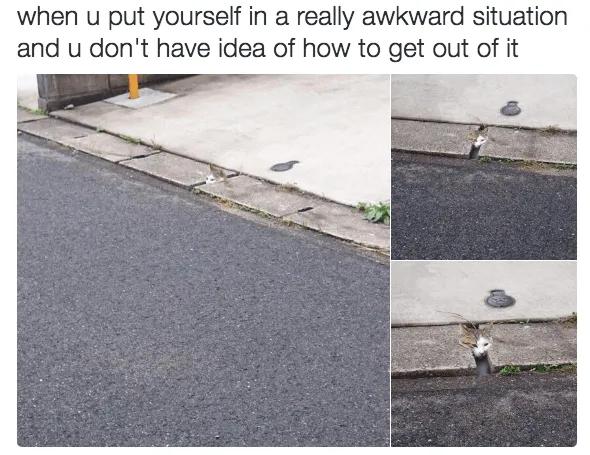 when u put yourself in a really awkward situation
and u don't have idea of how to get out of it